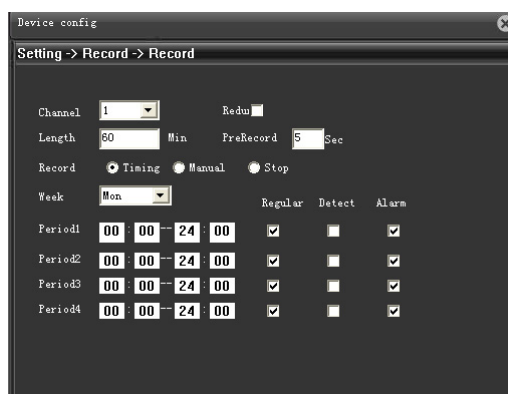 Device config
Setting -> Record -> Record
Channel 1 Redu
Length 60 Min PreRecord 5 Sec
Record Timing Manual Stop
Week Mon Regular Detect Alarm
Period1 00 : 00 -- 24 : 00
Period2 00 : 00 -- 24 : 00
Period3 00 : 00 -- 24 : 00
Period4 00 : 00 -- 24 : 00